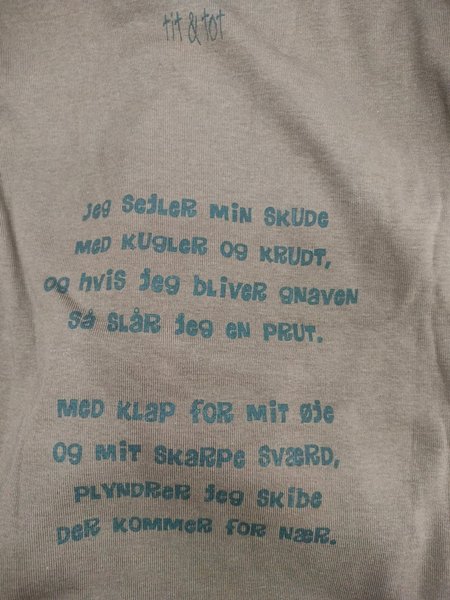 tit & tot
Jeg sejler min skude
med kugler og krudt,
og hvis jeg bliver gnaven
så slår jeg en prut.
Med klap for mit øje
og mit skarpe sværd,
plyndrer jeg skibe
der kommer for nær.